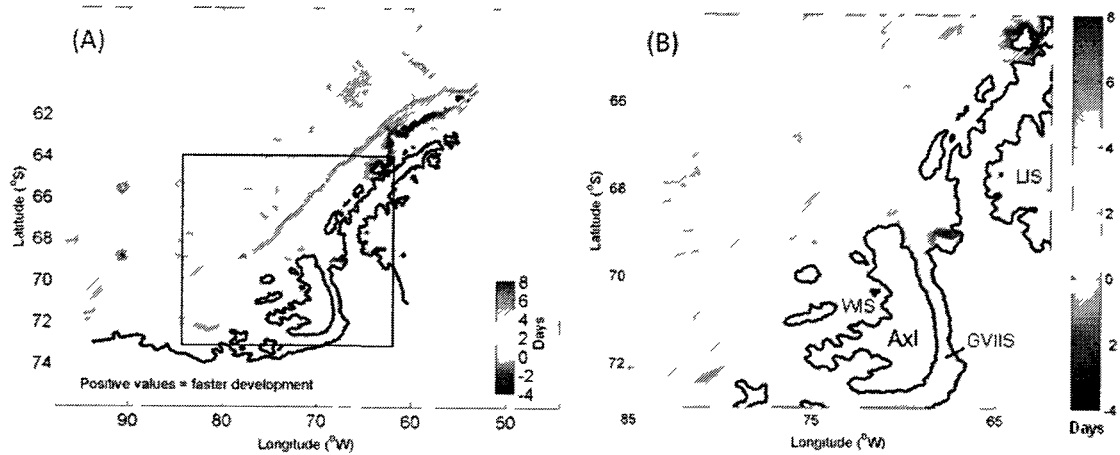 (A)
62
64
66
68
70
72
74
Latitude (°S)
90
80
70
60
50
Longitude (°W)
Positive values = faster development
8
6
4
2
0
-2
-4
Days
(B)
66
68
70
72
Latitude (°S)
85
75
65
Longitude (°W)
LIS
WIS
AxI
GVIIS
8
6
4
2
0
-4
Days